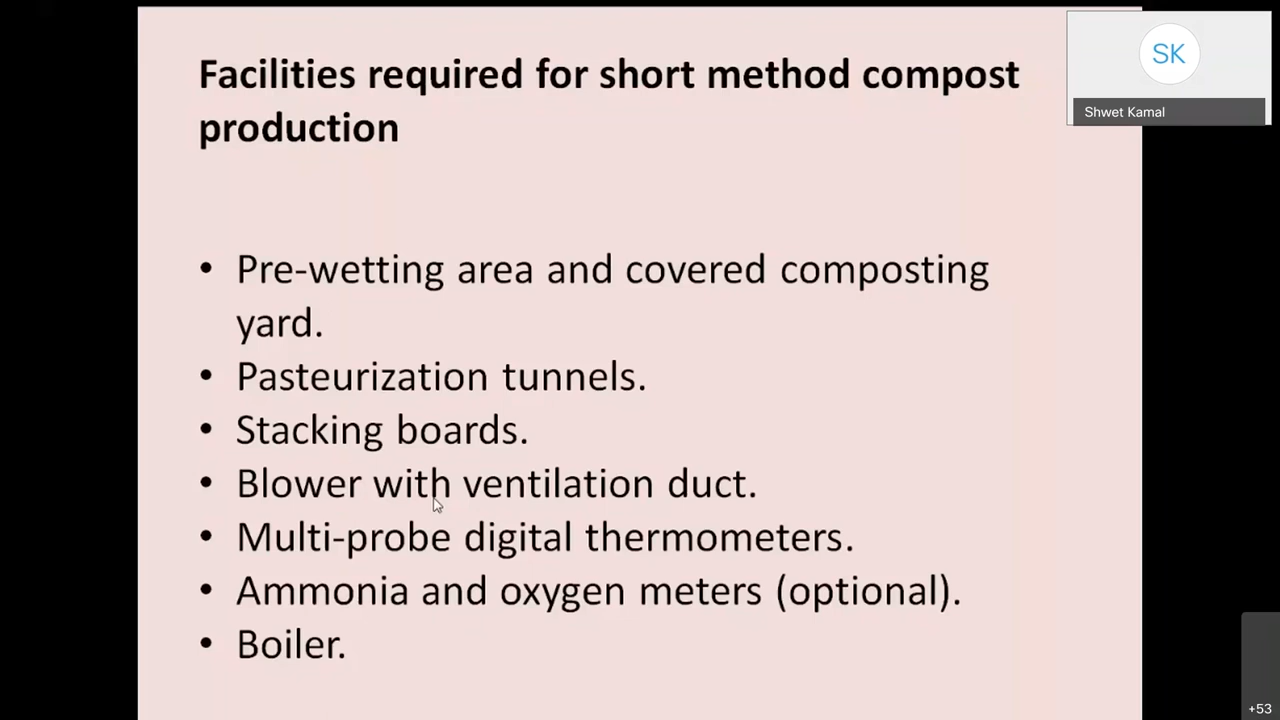 Facilities required for short method compost
production
SK
Shwet Kamal
• Pre-wetting area and covered composting
yard.
• Pasteurization tunnels.
• Stacking boards.
• Blower with ventilation duct.
• Multi-probe digital thermometers.
• Ammonia and oxygen meters (optional).
• Boiler.
+53